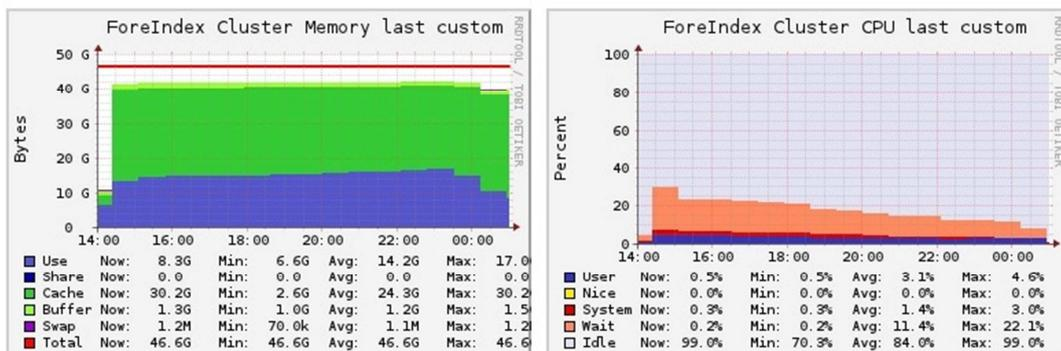 ForeIndex Cluster Memory last custom
RRDTOOL / TOBI OETIKER
Bytes
50 G
40 G
30 G
20 G
10 G
0
14:00 16:00 18:00 20:00 22:00 00:00
Use Now: 8.3G Min: 6.6G Avg: 14.2G Max: 17.0
Share Now: 0.0 Min: 0.0 Avg: 0.0 Max: 0.0
Cache Now: 30.2G Min: 2.6G Avg: 24.3G Max: 30.2
Buffer Now: 1.3G Min: 1.0G Avg: 1.2G Max: 1.5
Swap Now: 1.2M Min: 70.0k Avg: 1.1M Max:
Total Now: 46.6G Min: 46.6G Avg: 46.6G Max: 46.6
ForeIndex Cluster CPU last custom
Percent
100
80
60
40
20
0
14:00 16:00 18:00 20:00 22:00 00:00
User Now: 0.5% Min: 0.5% Avg: 3.1% Max: 4.6%
Nice Now: 0.0% Min: 0.0% Avg: 0.0% Max: 0.0%
System Now: 0.3% Min: 0.3% Avg: 1.4% Max: 3.0%
Wait Now: 0.2% Min: 0.2% Avg: 11.4% Max: 22.1%
Idle Now: 99.0% Min: 70.3% Avg: 84.0% Max: 99.0%